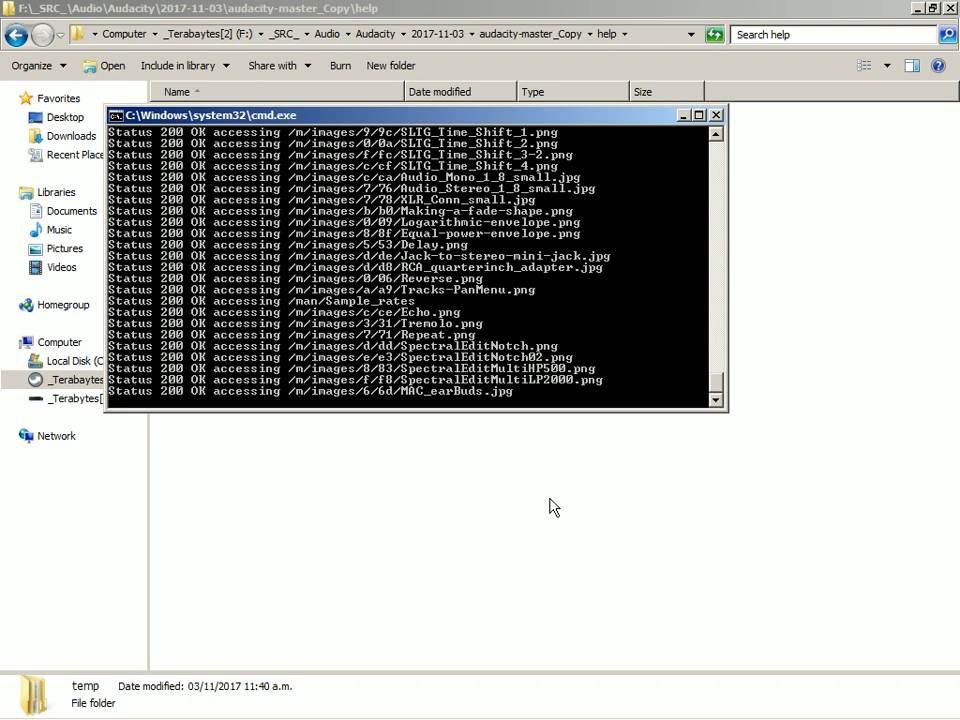 F:\_SRC_\Audio\Audacity\2017-11-03\audacity-master_Copy\help
Computer _Terabaytes[2] (F:) _SRC_ Audio Audacity 2017-11-03 audacity-master_Copy help Search help
Organize Open Include in library Share with Burn New folder
Name Date modified Type Size
Favorites
Desktop
Downloads
Recent Place
Libraries
Documents
Music
Pictures
Videos
Homegroup
Computer
Local Disk (C
_Terabaytes
_Terabytes[
Network
C:\Windows\system32\cmd.exe
Status 200 OK accessing /m/images/9/9c/SLTG_Time_Shift_1.png
Status 200 OK accessing /m/images/0/0a/SLTG_Time_Shift_2.png
Status 200 OK accessing /m/images/f/fc/SLTG_Time_Shift_3-2.png
Status 200 OK accessing /m/images/c/cf/SLTG_Time_Shift_4.png
Status 200 OK accessing /m/images/c/ca/Audio_Mono_1_8_small.jpg
Status 200 OK accessing /m/images/7/76/Audio_Stereo_1_8_small.jpg
Status 200 OK accessing /m/images/7/78/XLR_Conn_small.jpg
Status 200 OK accessing /m/images/b/b0/Making-a-fade-shape.png
Status 200 OK accessing /m/images/0/09/Logarithmic-envelope.png
Status 200 OK accessing /m/images/8/8f/Equal-power-envelope.png
Status 200 OK accessing /m/images/5/53/Delay.png
Status 200 OK accessing /m/images/d/de/Jack-to-stereo-mini-jack.jpg
Status 200 OK accessing /m/images/d/d8/RCA_quarterinch_adapter.jpg
Status 200 OK accessing /m/images/0/06/Reverse.png
Status 200 OK accessing /m/images/a/a9/Tracks-PanMenu.png
Status 200 OK accessing /man/Sample_rates
Status 200 OK accessing /m/images/c/ce/Echo.png
Status 200 OK accessing /m/images/3/31/Tremolo.png
Status 200 OK accessing /m/images/7/71/Repeat.png
Status 200 OK accessing /m/images/d/dd/SpectralEditNotch.png
Status 200 OK accessing /m/images/e/e3/SpectralEditNotch02.png
Status 200 OK accessing /m/images/8/83/SpectralEditMultiHP500.png
Status 200 OK accessing /m/images/f/f8/SpectralEditMultiLP2000.png
Status 200 OK accessing /m/images/6/6d/MAC_earBuds.jpg
temp Date modified: 03/11/2017 11:40 a.m.
File folder